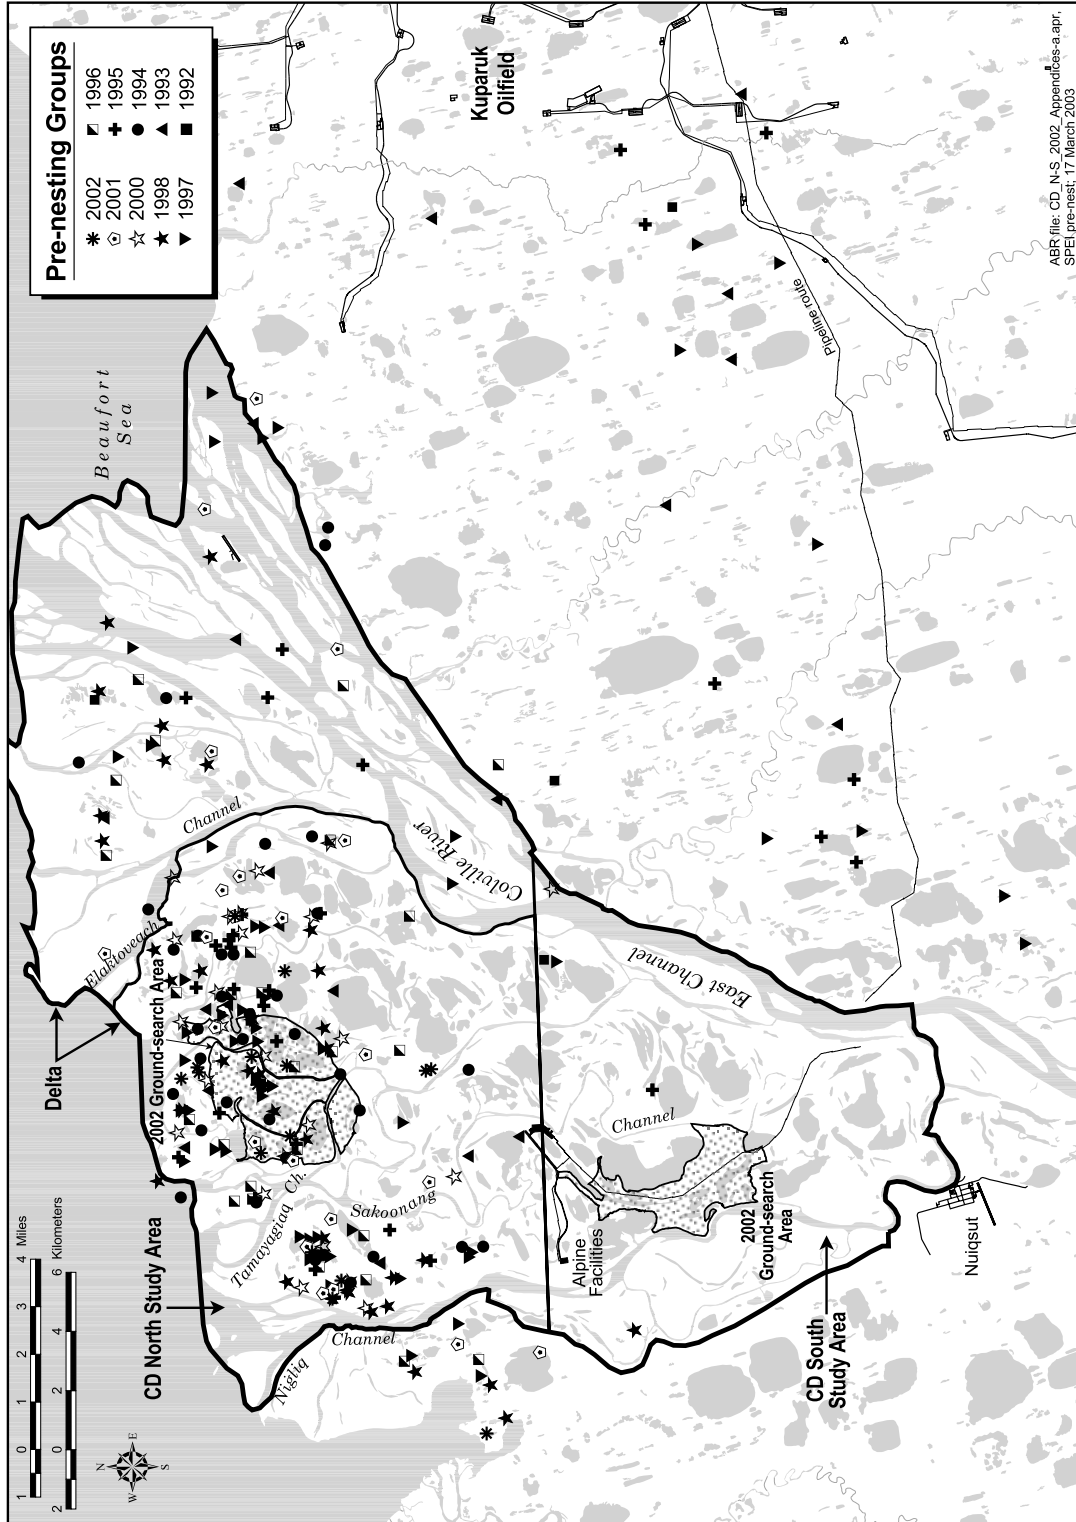 Pre-nesting Groups
2002
2001
2000
1998
1997
1996
1995
1994
1993
1992
Kuparuk
Oilfield
Beaufort
Sea
Pipeline route
ABR file: CD_N-S_2002_Appendices-a.apr,
SPEI pre-nest; 17 March 2003
Channel
Elaktoveach
Colville River
East Channel
Delta
2002 Ground-search Area
CD North Study Area
Tamayagiaq Ch.
Sakoonang
Channel
Nigliq
Channel
Alpine
Facilities
2002
Ground-search
Area
CD South
Study Area
Nuiqsut
1 0 1 2 3 4 Miles
2 0 2 4 6 Kilometers
N
E
S
W